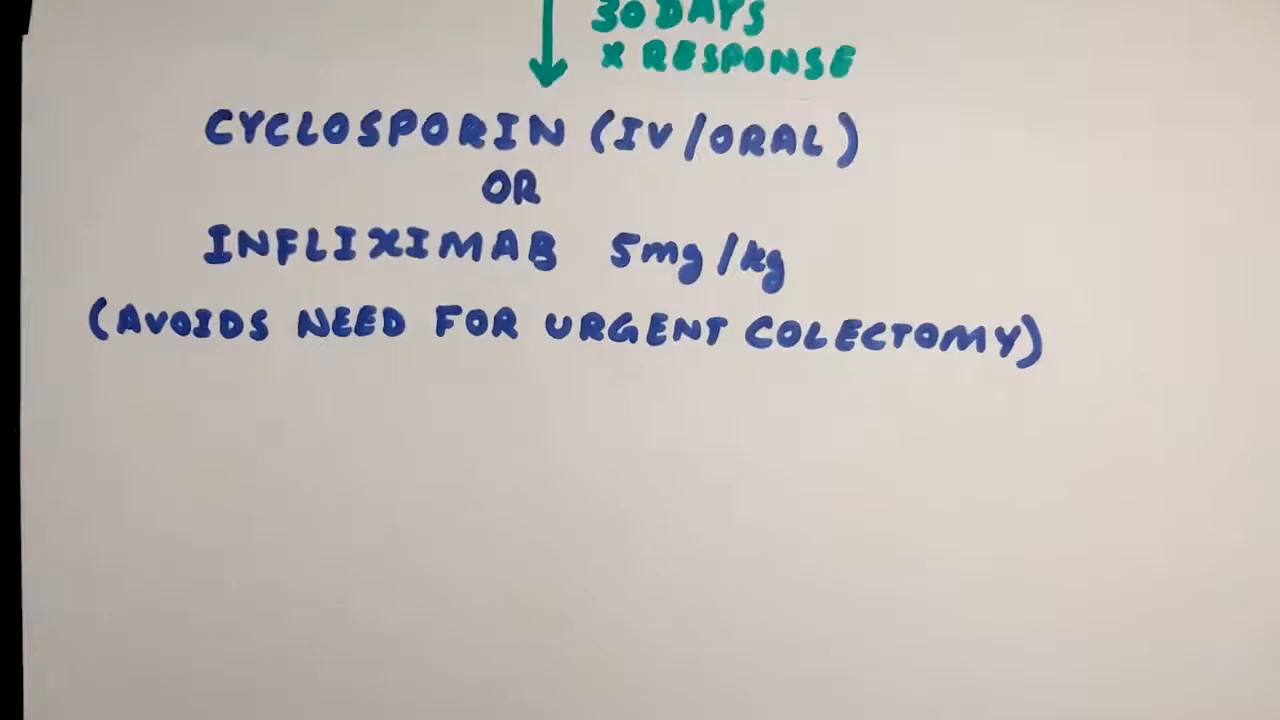 30 DAYS
X RESPONSE
CYCLOSPORIN (IV/ORAL)
OR
INFLIXIMAB 5mg/kg
(AVOIDS NEED FOR URGENT COLECTOMY)